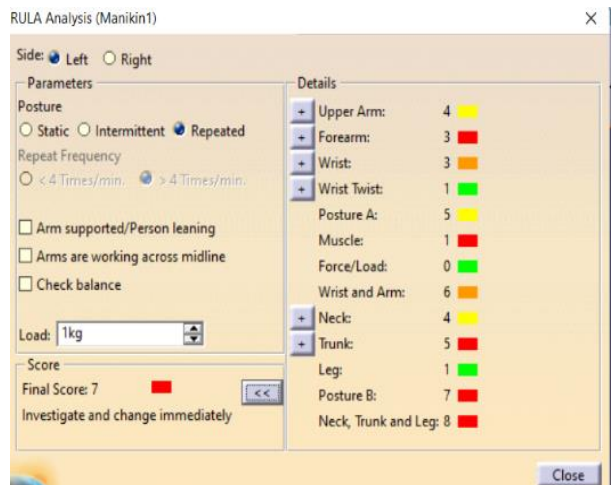 RULA Analysis (Manikin1)
Side: Left Right
Parameters
Posture
Static Intermittent Repeated
Repeat Frequency
< 4 Times/min. > 4 Times/min.
Arm supported/Person leaning
Arms are working across midline
Check balance
Load: 1kg
Score
Final Score: 7
<<
Investigate and change immediately
Details
+ Upper Arm: 4
+ Forearm: 3
+ Wrist: 3
+ Wrist Twist: 1
Posture A: 5
Muscle: 1
Force/Load: 0
Wrist and Arm: 6
+ Neck: 4
+ Trunk: 5
Leg: 1
Posture B: 7
Neck, Trunk and Leg: 8
Close